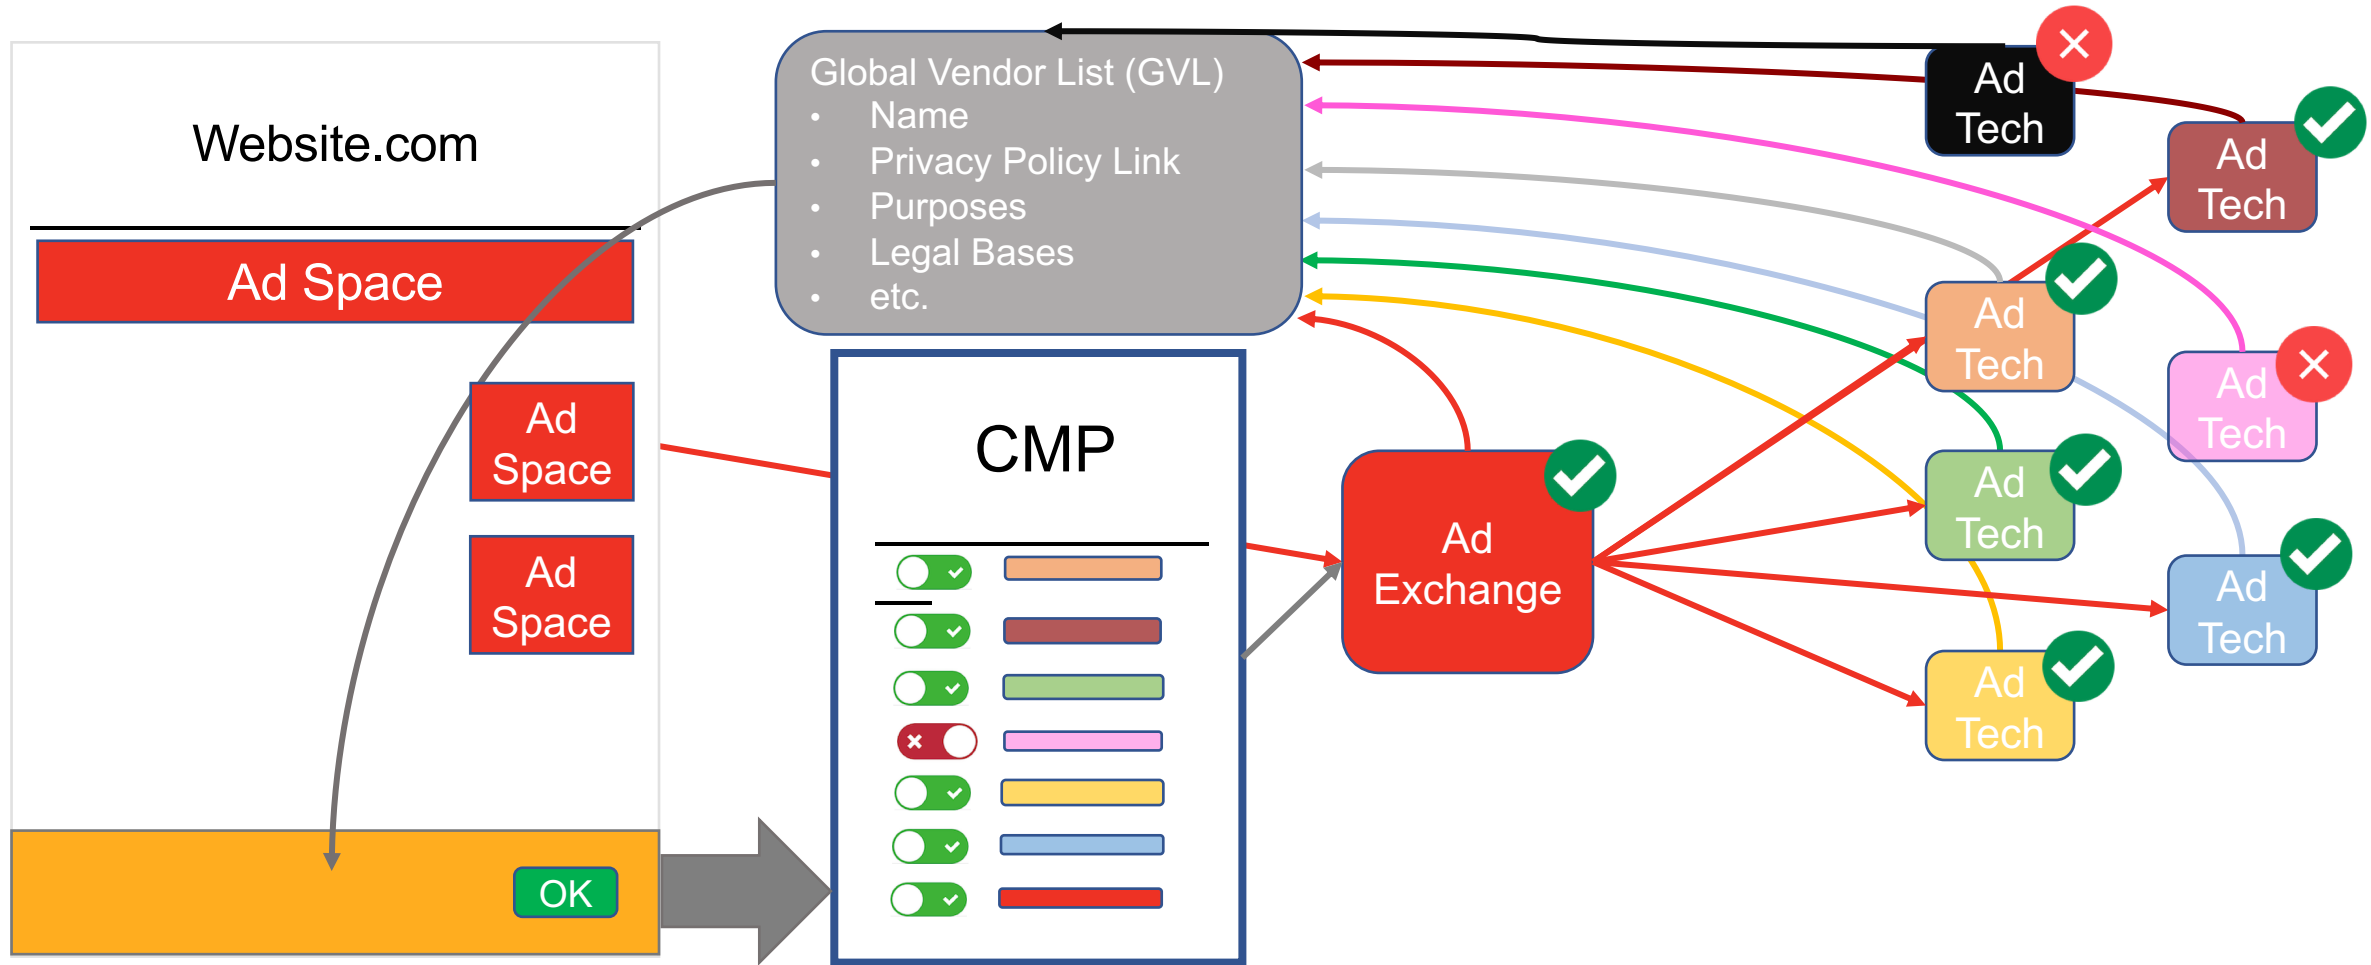 Website.com
Ad Space
Ad
Space
Ad
Space
OK
Global Vendor List (GVL)
• Name
• Privacy Policy Link
• Purposes
• Legal Bases
• etc.
CMP
Ad
Exchange
Ad
Tech
Ad
Tech
Ad
Tech
Ad
Tech
Ad
Tech
Ad
Tech
Ad
Tech